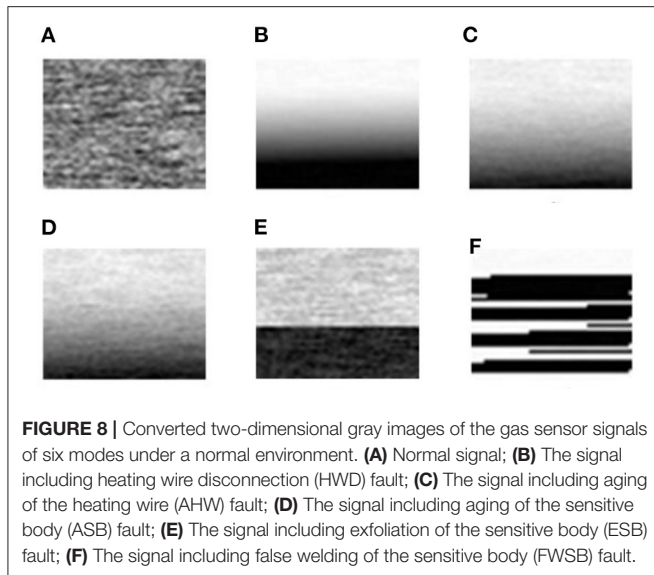 A
B
C
D
E
F
FIGURE 8 | Converted two-dimensional gray images of the gas sensor signals
of six modes under a normal environment. (A) Normal signal; (B) The signal
including heating wire disconnection (HWD) fault; (C) The signal including aging
of the heating wire (AHW) fault; (D) The signal including aging of the sensitive
body (ASB) fault; (E) The signal including exfoliation of the sensitive body (ESB)
fault; (F) The signal including false welding of the sensitive body (FWSB) fault.